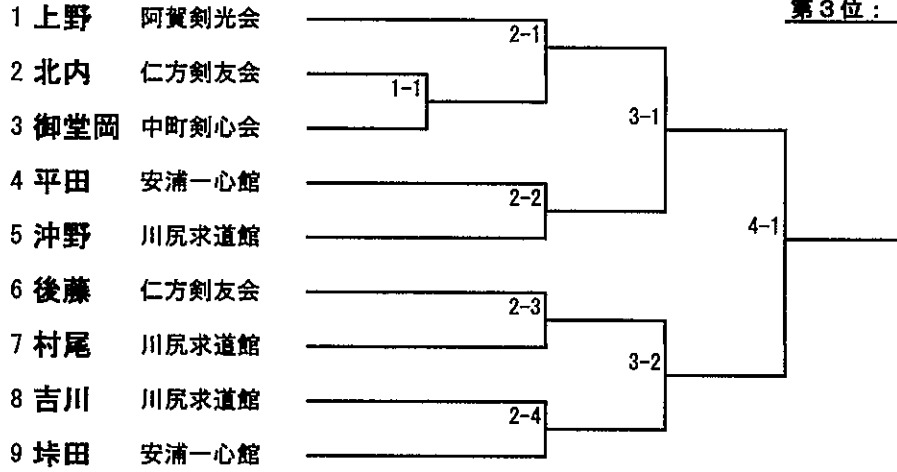 第3位：
1 上野 阿賀剣光会
2 北内 仁方剣友会
3 御堂岡 中町剣心会
4 平田 安浦一心館
5 沖野 川尻求道館
6 後藤 仁方剣友会
7 村尾 川尻求道館
8 吉川 川尻求道館
9 垰田 安浦一心館
2-1
1-1
3-1
2-2
4-1
2-3
3-2
2-4